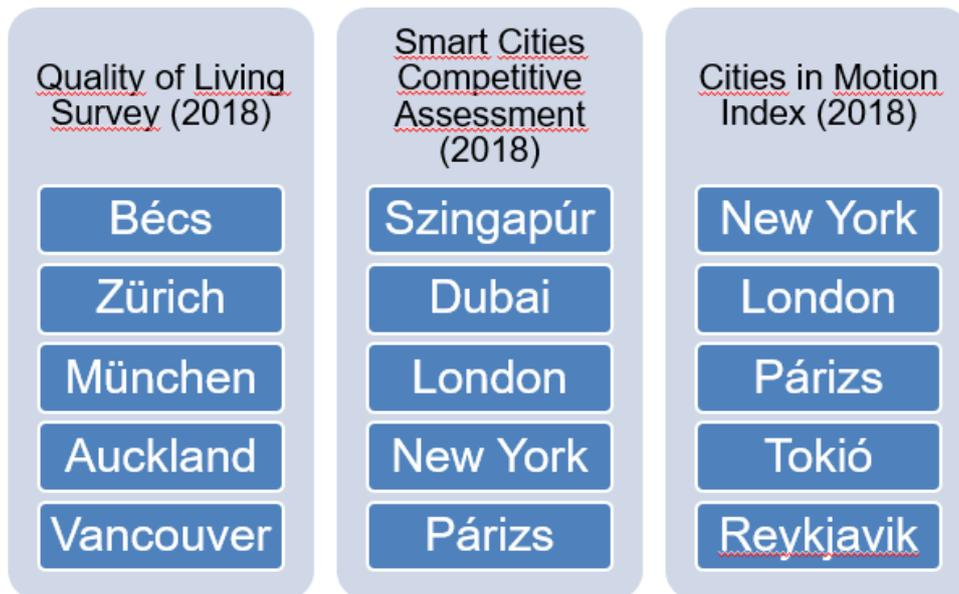 Quality of Living
Survey (2018)
Bécs
Zürich
München
Auckland
Vancouver
Smart Cities
Competitive
Assessment
(2018)
Szingapúr
Dubai
London
New York
Párizs
Cities in Motion
Index (2018)
New York
London
Párizs
Tokió
Reykjavik